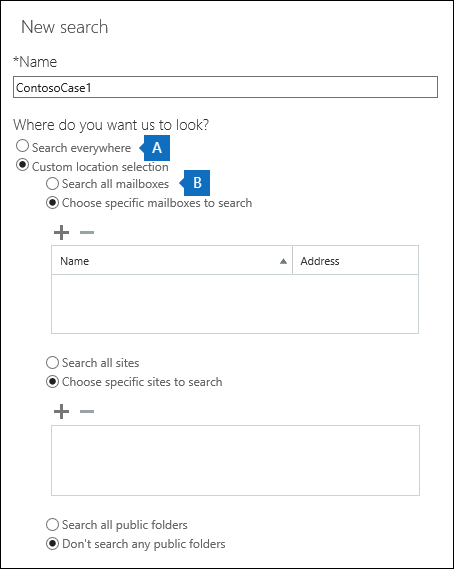 New search
*Name
ContosoCase1
Where do you want us to look?
Search everywhere A
Custom location selection
Search all mailboxes B
Choose specific mailboxes to search
Name Address
Search all sites
Choose specific sites to search
Search all public folders
Don't search any public folders